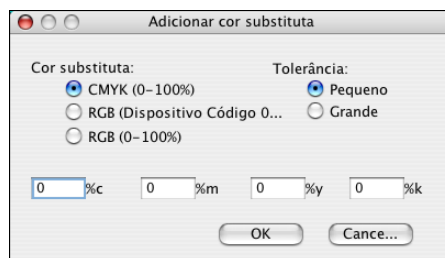 Adicionar cor substituta
Cor substituta:
Tolerância:
CMYK (0-100%)
Pequeno
RGB (Dispositivo Código 0...
Grande
RGB (0-100%)
0 %c 0 %m 0 %y 0 %k
OK Cance...